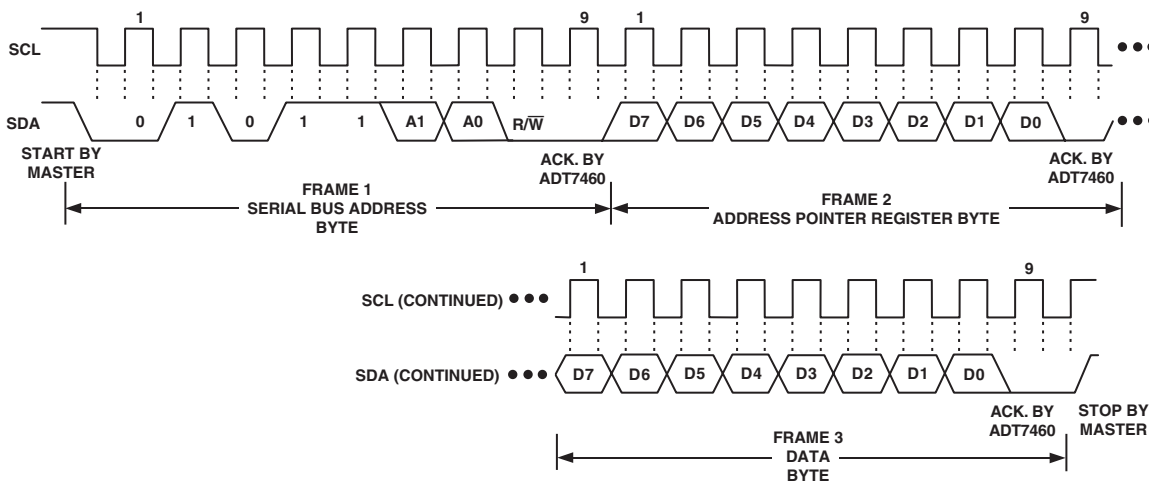 1 9 1 9
SCL
SDA 0 1 0 1 1 A1 A0 R/W̅ D7 D6 D5 D4 D3 D2 D1 D0
START BY
MASTER
ACK. BY
ADT7460
ACK. BY
ADT7460
FRAME 1
SERIAL BUS ADDRESS
BYTE
FRAME 2
ADDRESS POINTER REGISTER BYTE
1 9
SCL (CONTINUED)
SDA (CONTINUED) D7 D6 D5 D4 D3 D2 D1 D0
ACK. BY
ADT7460
STOP BY
MASTER
FRAME 3
DATA
BYTE